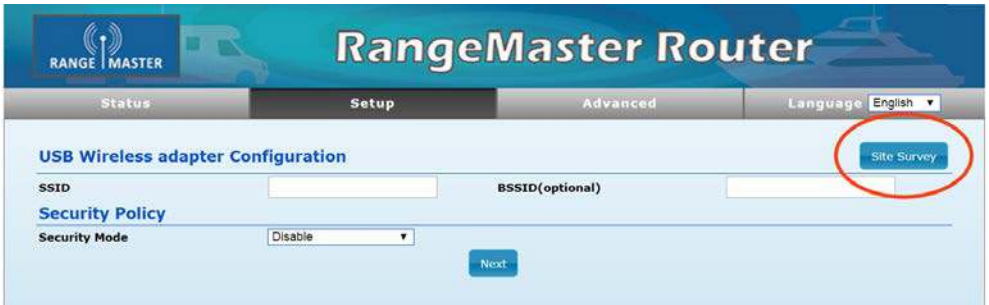 RANGE MASTER
RangeMaster Router
Status Setup Advanced Language English
USB Wireless adapter Configuration Site Survey
SSID BSSID(optional)
Security Policy
Security Mode Disable
Next